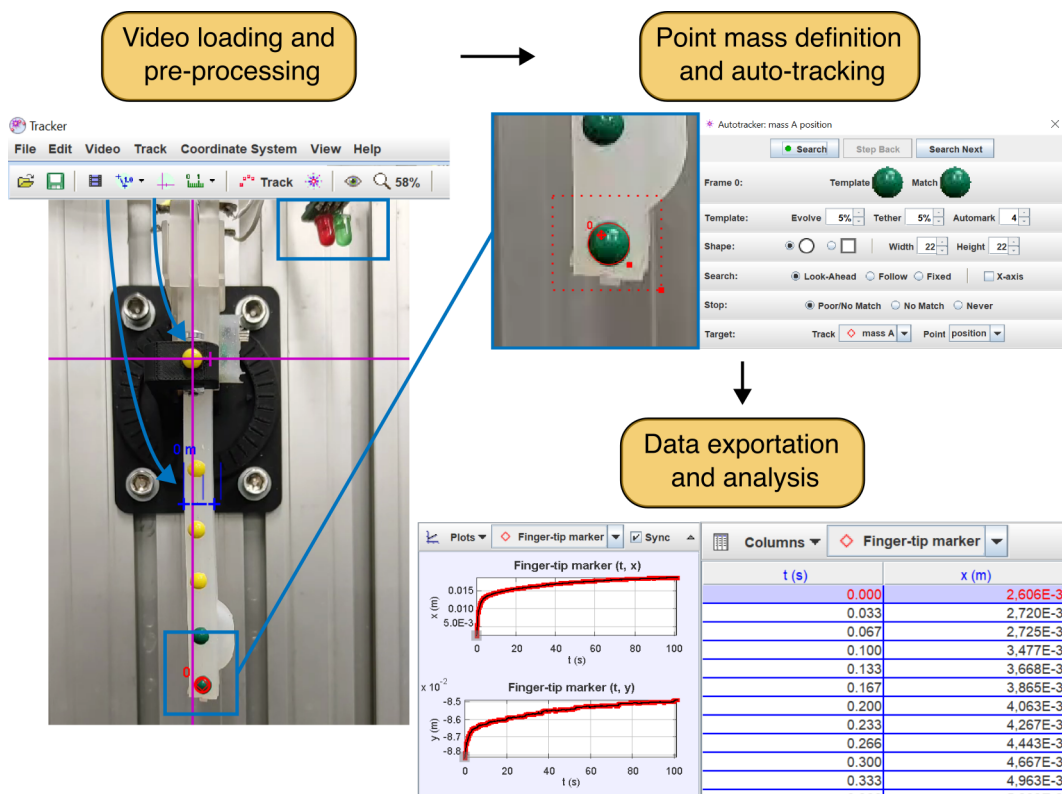 Video loading and
pre-processing
Point mass definition
and auto-tracking
Tracker
File Edit Video Track Coordinate System View Help
Track 58%
0 m
0
0
Autotracker: mass A position
Search Step Back Search Next
Frame 0: Template Match
Template: Evolve 5% Tether 5% Automark 4
Shape: Width 22 Height 22
Search: Look-Ahead Follow Fixed X-axis
Stop: Poor/No Match No Match Never
Target: Track mass A Point position
Data exportation
and analysis
Plots Finger-tip marker Sync
Finger-tip marker (t, x)
x (m)
0.015
0.010
5.0E-3
0 20 40 60 80 100
t (s)
Finger-tip marker (t, y)
x 10-2
y (m)
-8.5
-8.6
-8.7
-8.8
0 20 40 60 80 100
t (s)
Columns Finger-tip marker
t (s) x (m)
0.000 2,606E-3
0.033 2,720E-3
0.067 2,725E-3
0.100 3,477E-3
0.133 3,668E-3
0.167 3,865E-3
0.200 4,063E-3
0.233 4,267E-3
0.266 4,443E-3
0.300 4,667E-3
0.333 4,963E-3